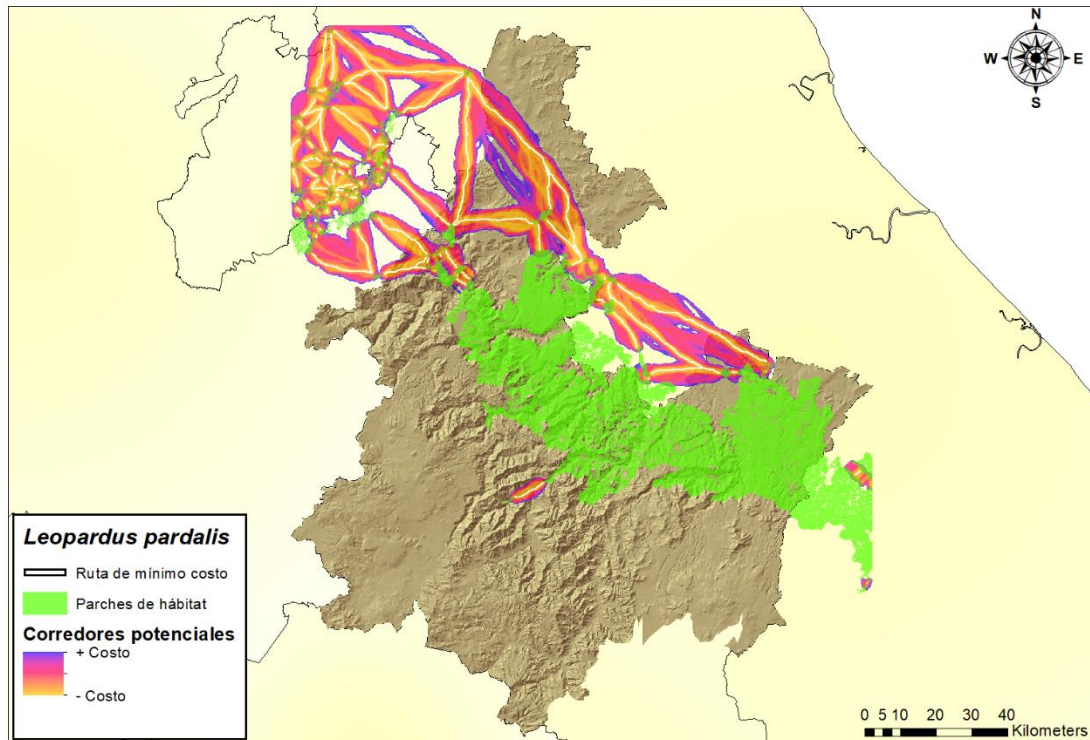 N
W E
S
Leopardus pardalis
Ruta de mínimo costo
Parches de hábitat
Corredores potenciales
+ Costo
- Costo
0 5 10 20 30 40
Kilometers